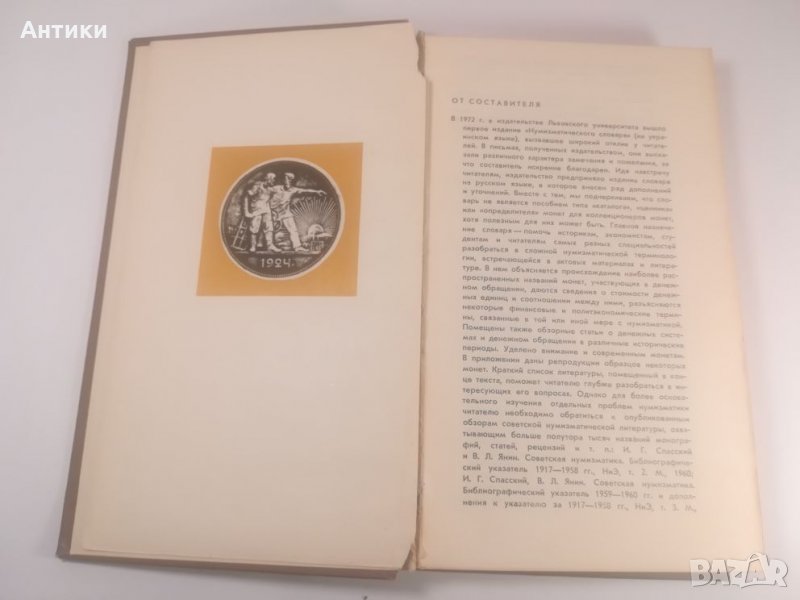 Антики
1924г.
ОТ СОСТАВИТЕЛЯ
В 1972 г. в издательстве Львовского университета вышло
первое издание «Нумизматического словаря» (на укра-
инском языке), вызвавшее широкий отклик у читате-
лей. В письмах, полученных издательством, они выска-
зали различного характера замечания и пожелания, за
что составитель искренне благодарен. Идя навстречу
читателям, издательство предприняло издание словаря
на русском языке, в которое внесен ряд дополнений
и уточнений. Вместе с тем, мы подчеркиваем, что сло-
варь не является пособием типа «каталога», «ценника»
или «определителя» монет для коллекционеров монет,
хотя полезным для них может быть. Главная назначе-
ние словаря — помочь историкам, экономистам, сту-
дентам и читателям самых разных специальностей
разобраться в сложной нумизматической терминоло-
гии, встречающейся в актовых материалах и литера-
туре. В нем объясняется происхождение наиболее рас-
пространенных названий монет, участвующих в денеж-
ном обращении, даются сведения о стоимости денеж-
ных единиц и соотношении между ними, разъясняются
некоторые финансовые и политэкономические терми-
ны, связанные в той или иной мере с нумизматикой.
Помещены также обзорные статьи о денежных систе-
мах и денежном обращении в различные исторические
периоды. Уделено внимание и современным монетам.
В приложении даны репродукции образцов некоторых
монет. Краткий список литературы, помещенный в кон-
це текста, поможет читателю глубже разобраться в ин-
тересующих его вопросах. Однако для более основа-
тельного изучения отдельных проблем нумизматики
читателю необходимо обратиться к опубликованным
обзорам советской нумизматической литературы, охва-
тывающим больше полутора тысяч названий моногра-
фий, статей, рецензий и т. п.: И. Г. Спасский
и В. Л. Янин. Советская нумизматика. Библиографиче-
ский указатель 1917—1958 гг., НиЭ, т. 2, М., 1960;
И. Г. Спасский, В. Л. Янин. Советская нумизматика.
Библиографический указатель 1959—1960 гг. и дополне-
ния к указателю за 1917—1958 гг., НиЭ, т. 3. М.,
BAZAR